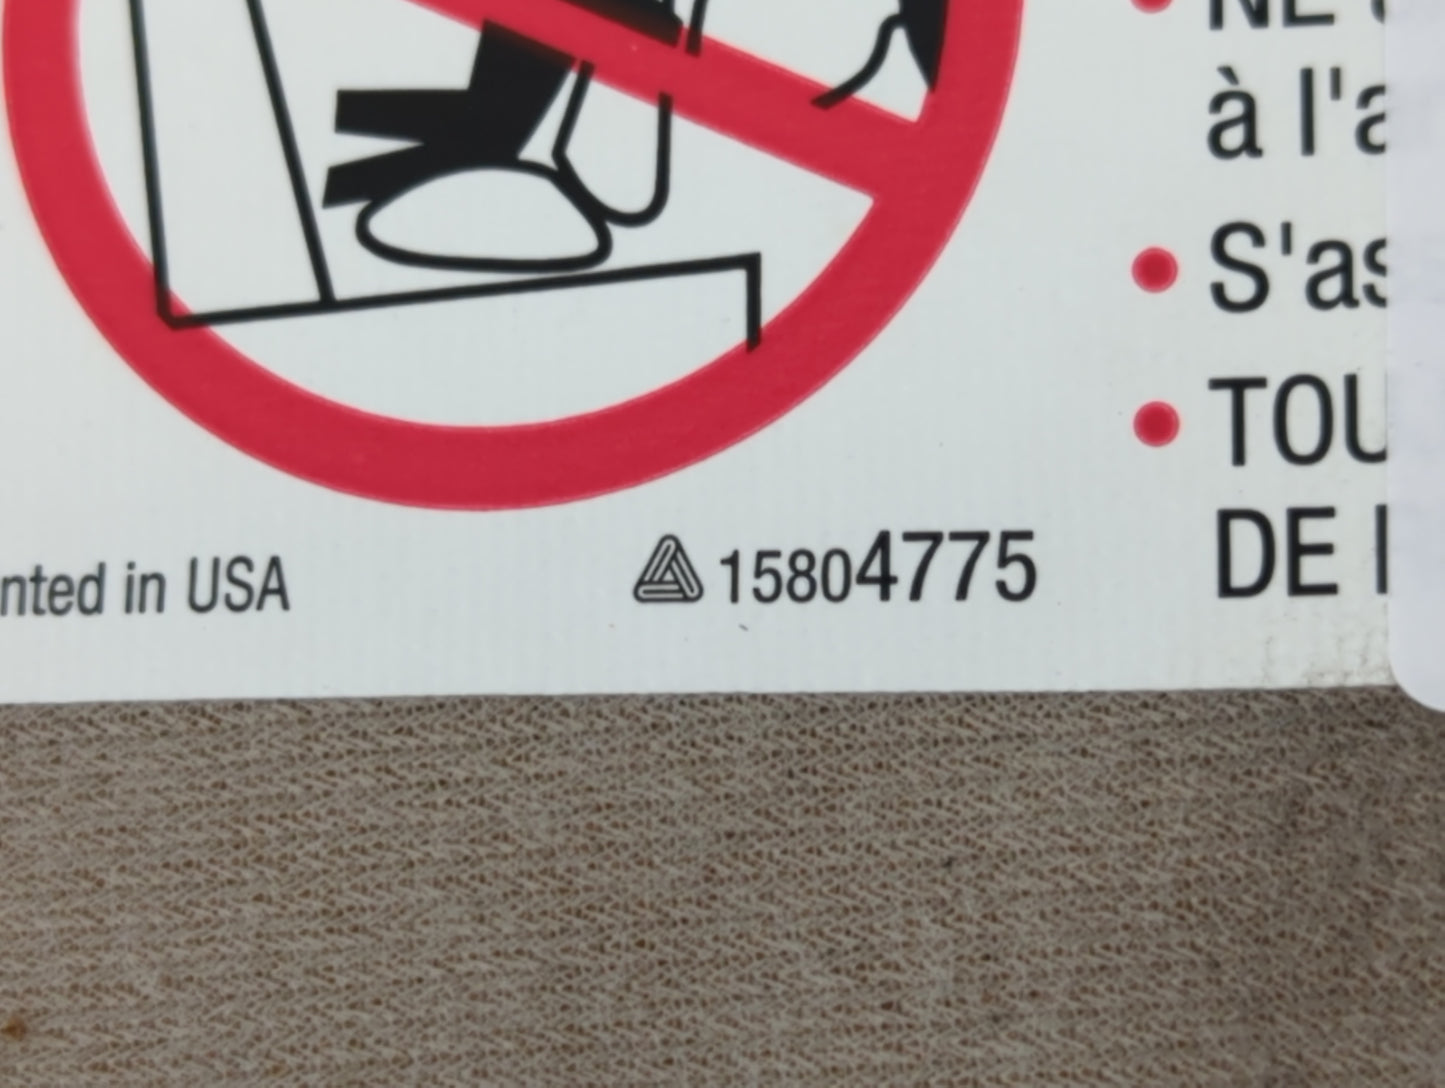 à l'a
S'as
TOU
DE
nted in USA
15804775